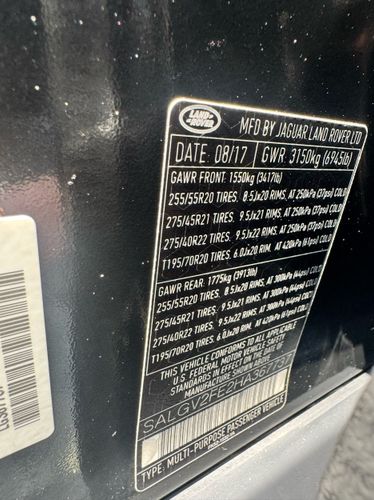 LAND
ROVER
MFD BY JAGUAR LAND ROVER LTD
DATE: 08/17 GWR: 3150kg (6945lb)
GAWR FRONT: 1550kg (3417lb)
255/55R20 TIRES. 8.5Jx20 RIMS, AT 250kPa (37psi) COLD
275/45R21 TIRES. 9.5Jx21 RIMS, AT 250kPa (37psi) COLD
275/40R22 TIRES. 9.5Jx22 RIMS, AT 250kPa (37psi) COLD
T195/70R20 TIRES. 6.0Jx20 RIMS, AT 420kPa (61psi) COLD
GAWR REAR: 1775kg (3913lb)
255/55R20 TIRES. 8.5Jx20 RIMS, AT 300kPa (44psi) COLD
275/45R21 TIRES. 9.5Jx21 RIMS, AT 300kPa (44psi) COLD
275/40R22 TIRES. 9.5Jx22 RIMS, AT 300kPa (44psi) COLD
T195/70R20 TIRES. 6.0Jx20 RIMS, AT 420kPa (61psi) COLD
THIS VEHICLE CONFORMS TO ALL APPLICABLE
U.S. FEDERAL MOTOR VEHICLE SAFETY
STANDARDS IN EFFECT ON THE DATE OF
MANUFACTURE SHOWN ABOVE.
SALGV2FE2HA367737
TYPE: MULTI-PURPOSE PASSENGER VEHICLE